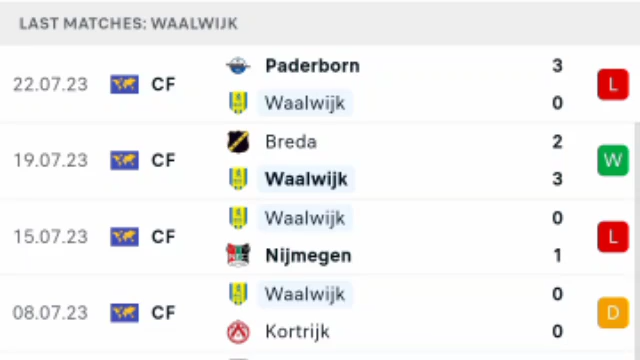 LAST MATCHES: WAALWIJK
22.07.23 CF Paderborn 3 L
Waalwijk 0
19.07.23 CF Breda 2 W
Waalwijk 3
15.07.23 CF Waalwijk 0 L
Nijmegen 1
08.07.23 CF Waalwijk 0 D
Kortrijk 0